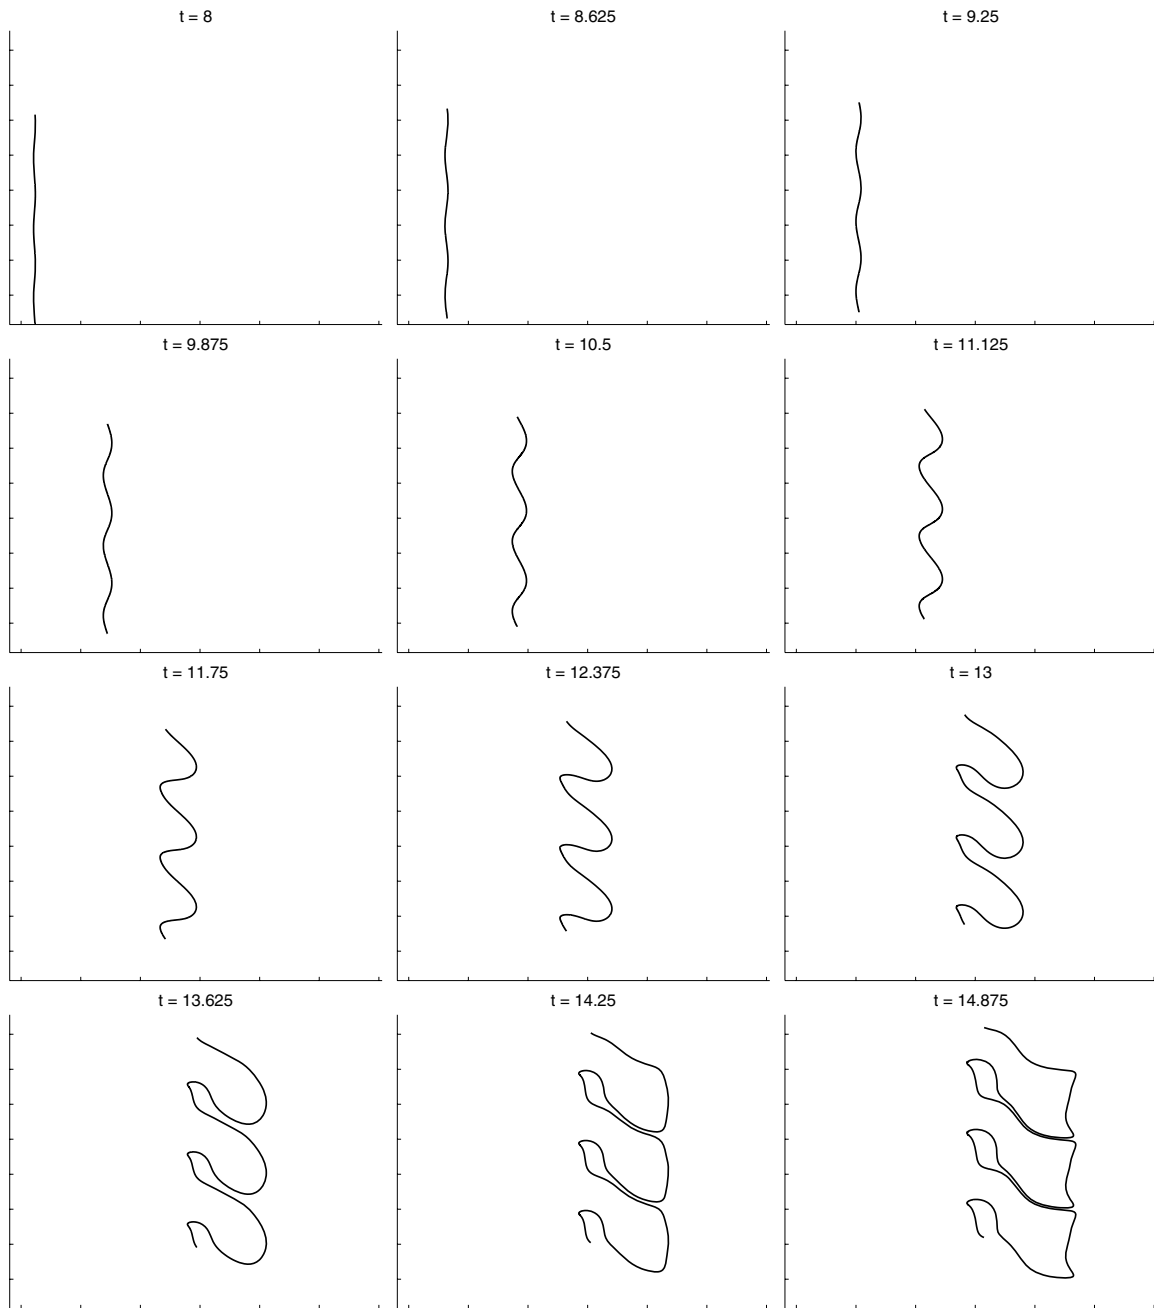 t = 8
t = 8.625
t = 9.25
t = 9.875
t = 10.5
t = 11.125
t = 11.75
t = 12.375
t = 13
t = 13.625
t = 14.25
t = 14.875